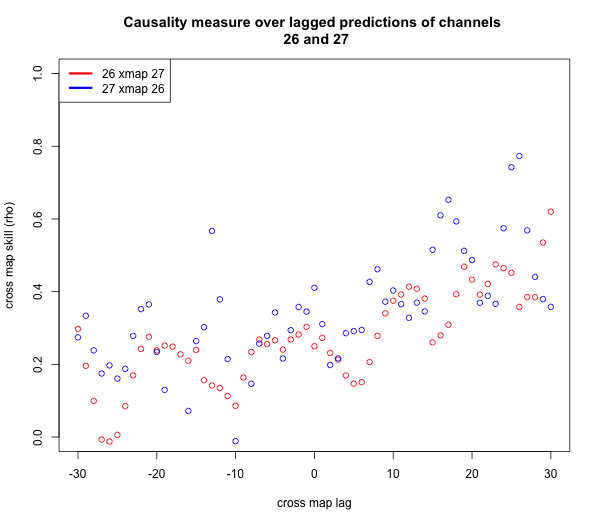 Causality measure over lagged predictions of channels
26 and 27
26 xmap 27
27 xmap 26
1.0
0.8
0.6
0.4
0.2
0.0
cross map skill (rho)
-30 -20 -10 0 10 20 30
cross map lag